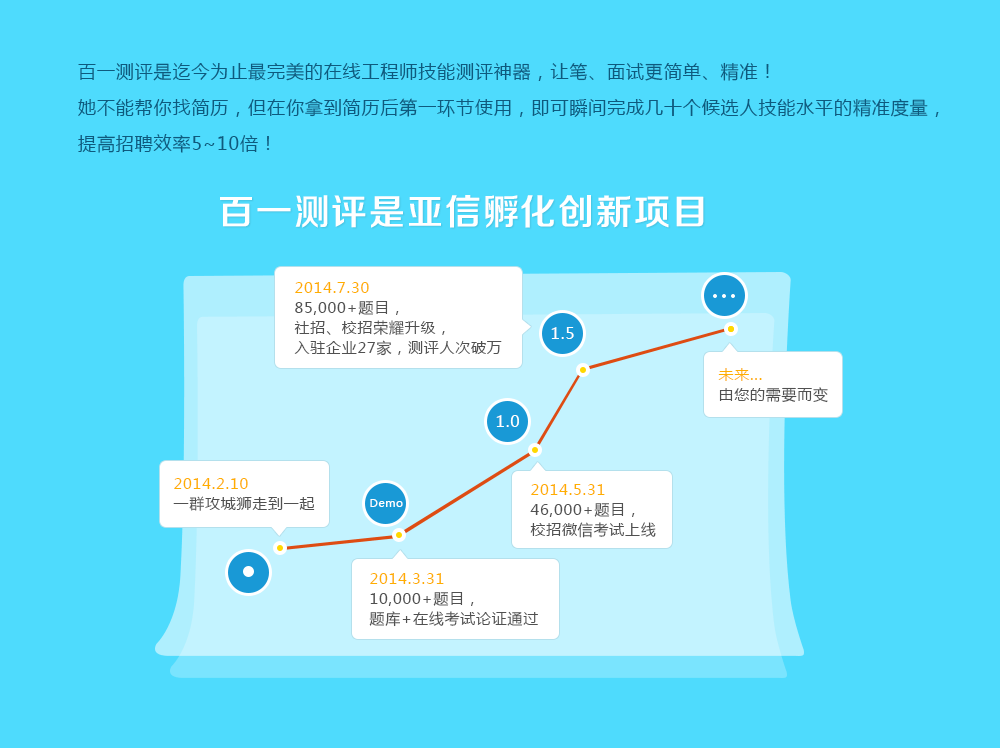 百一测评是迄今为止最完美的在线工程师技能测评神器，让笔、面试更简单、精准！
她不能帮你找简历，但在你拿到简历后第一环节使用，即可瞬间完成几十个候选人技能水平的精准度量，
提高招聘效率5~10倍！
百一测评是亚信孵化创新项目
2014.7.30
85,000+题目，
社招、校招荣耀升级，
入驻企业27家，测评人次破万
1.5
未来...
由您的需要而变
1.0
2014.5.31
46,000+题目，
校招微信考试上线
2014.2.10
一群攻城狮走到一起
Demo
2014.3.31
10,000+题目，
题库+在线考试论证通过